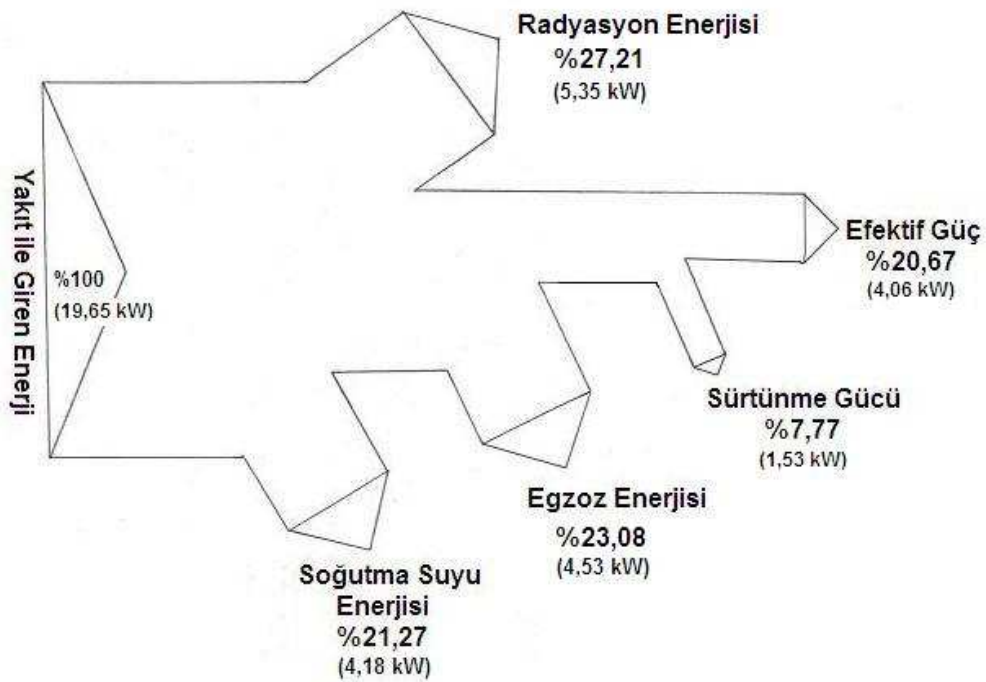 Radyasyon Enerjisi
%27,21
(5,35 kW)
Yakıt ile Giren Enerji
%100
(19,65 kW)
Efektif Güç
%20,67
(4,06 kW)
Sürtünme Gücü
%7,77
(1,53 kW)
Egzoz Enerjisi
%23,08
(4,53 kW)
Soğutma Suyu
Enerjisi
%21,27
(4,18 kW)